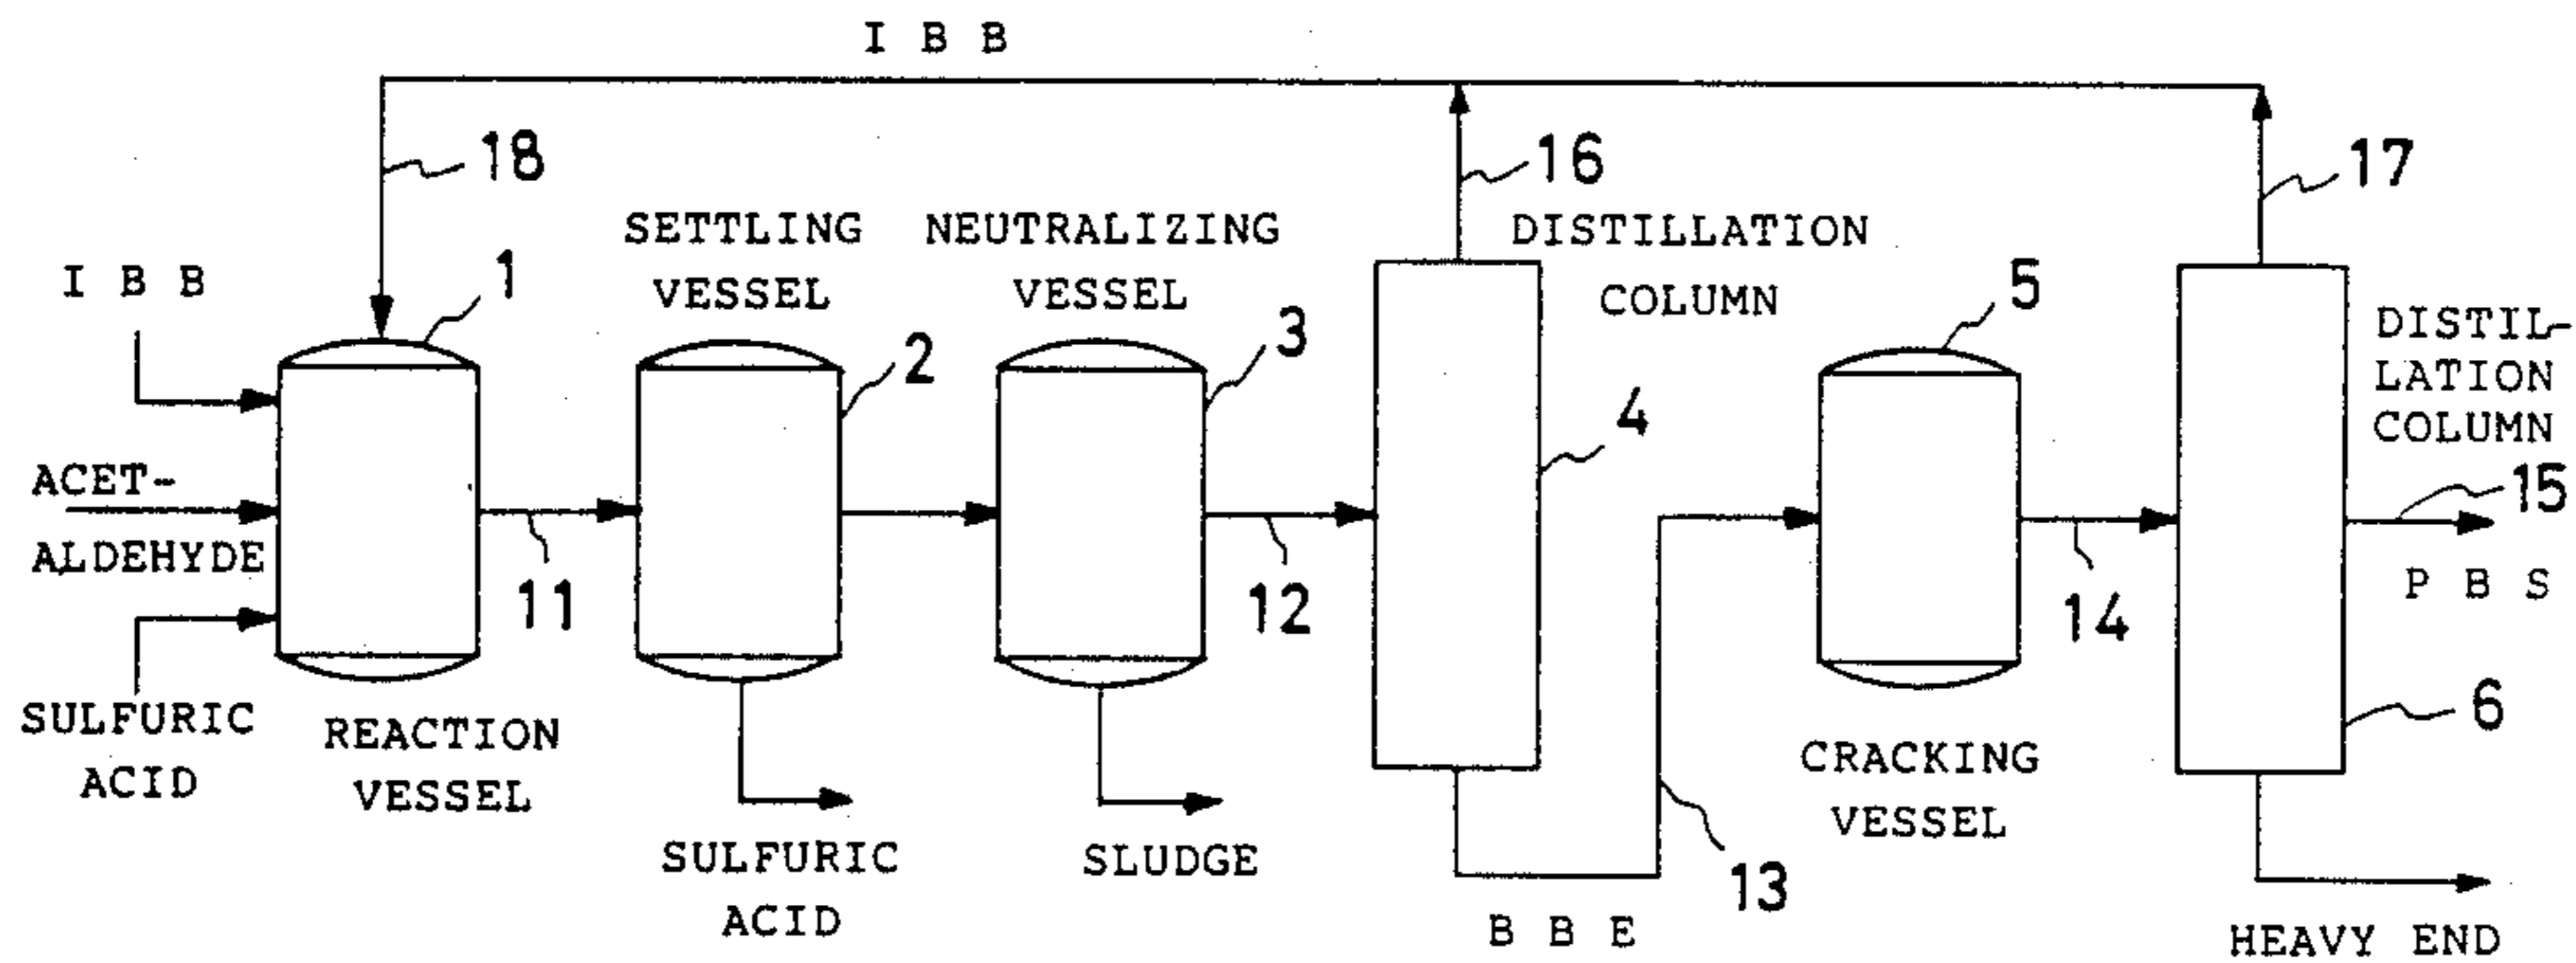 I B B
18
16
17
SETTLING
VESSEL
NEUTRALIZING
VESSEL
DISTILLATION
COLUMN
I B B
1
2
3
4
5
DISTIL-
LATION
COLUMN
ACET-
ALDEHYDE
11
12
14
15
P B S
SULFURIC
ACID
REACTION
VESSEL
6
CRACKING
VESSEL
SULFURIC
ACID
SLUDGE
13
B B E
HEAVY END